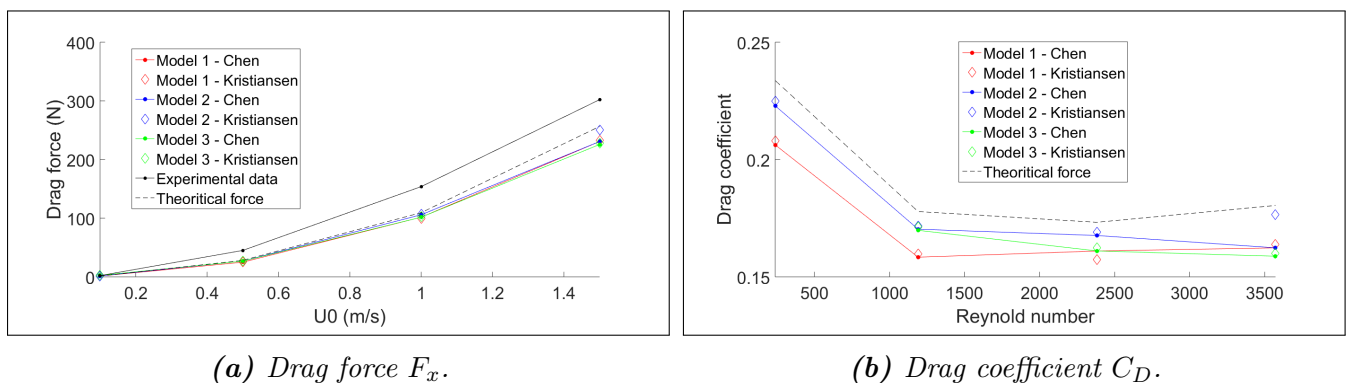 400
300
200
100
0
Drag force (N)
Model 1 - Chen
Model 1 - Kristiansen
Model 2 - Chen
Model 2 - Kristiansen
Model 3 - Chen
Model 3 - Kristiansen
Experimental data
Theoritical force
0.2 0.4 0.6 0.8 1 1.2 1.4
U0 (m/s)
(a) Drag force Fx.
0.25
0.2
0.15
Drag coefficient
Model 1 - Chen
Model 1 - Kristiansen
Model 2 - Chen
Model 2 - Kristiansen
Model 3 - Chen
Model 3 - Kristiansen
Theoritical force
500 1000 1500 2000 2500 3000 3500
Reynold number
(b) Drag coefficient CD.